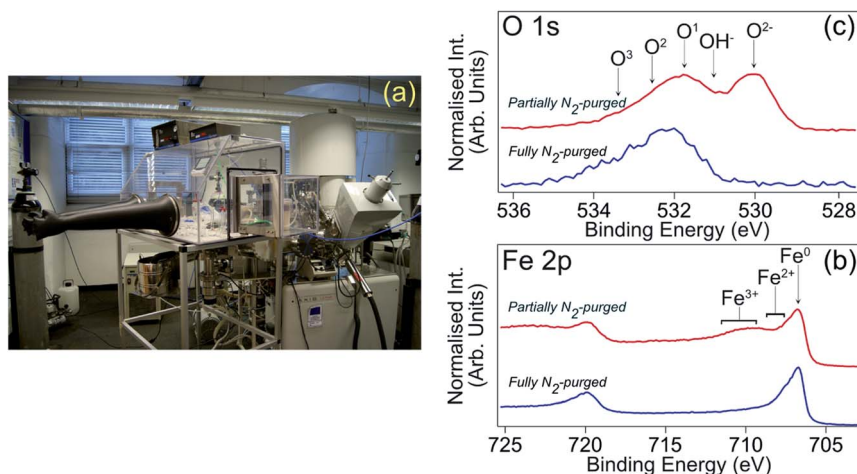 (a)
O 1s
(c)
O³ O² O¹ OH⁻ O²⁻
Partially N₂-purged
Fully N₂-purged
Normalised Int.
(Arb. Units)
536 534 532 530 528
Binding Energy (eV)
Fe 2p
(b)
Fe³⁺ Fe²⁺ Fe⁰
Partially N₂-purged
Fully N₂-purged
Normalised Int.
(Arb. Units)
725 720 715 710 705
Binding Energy (eV)